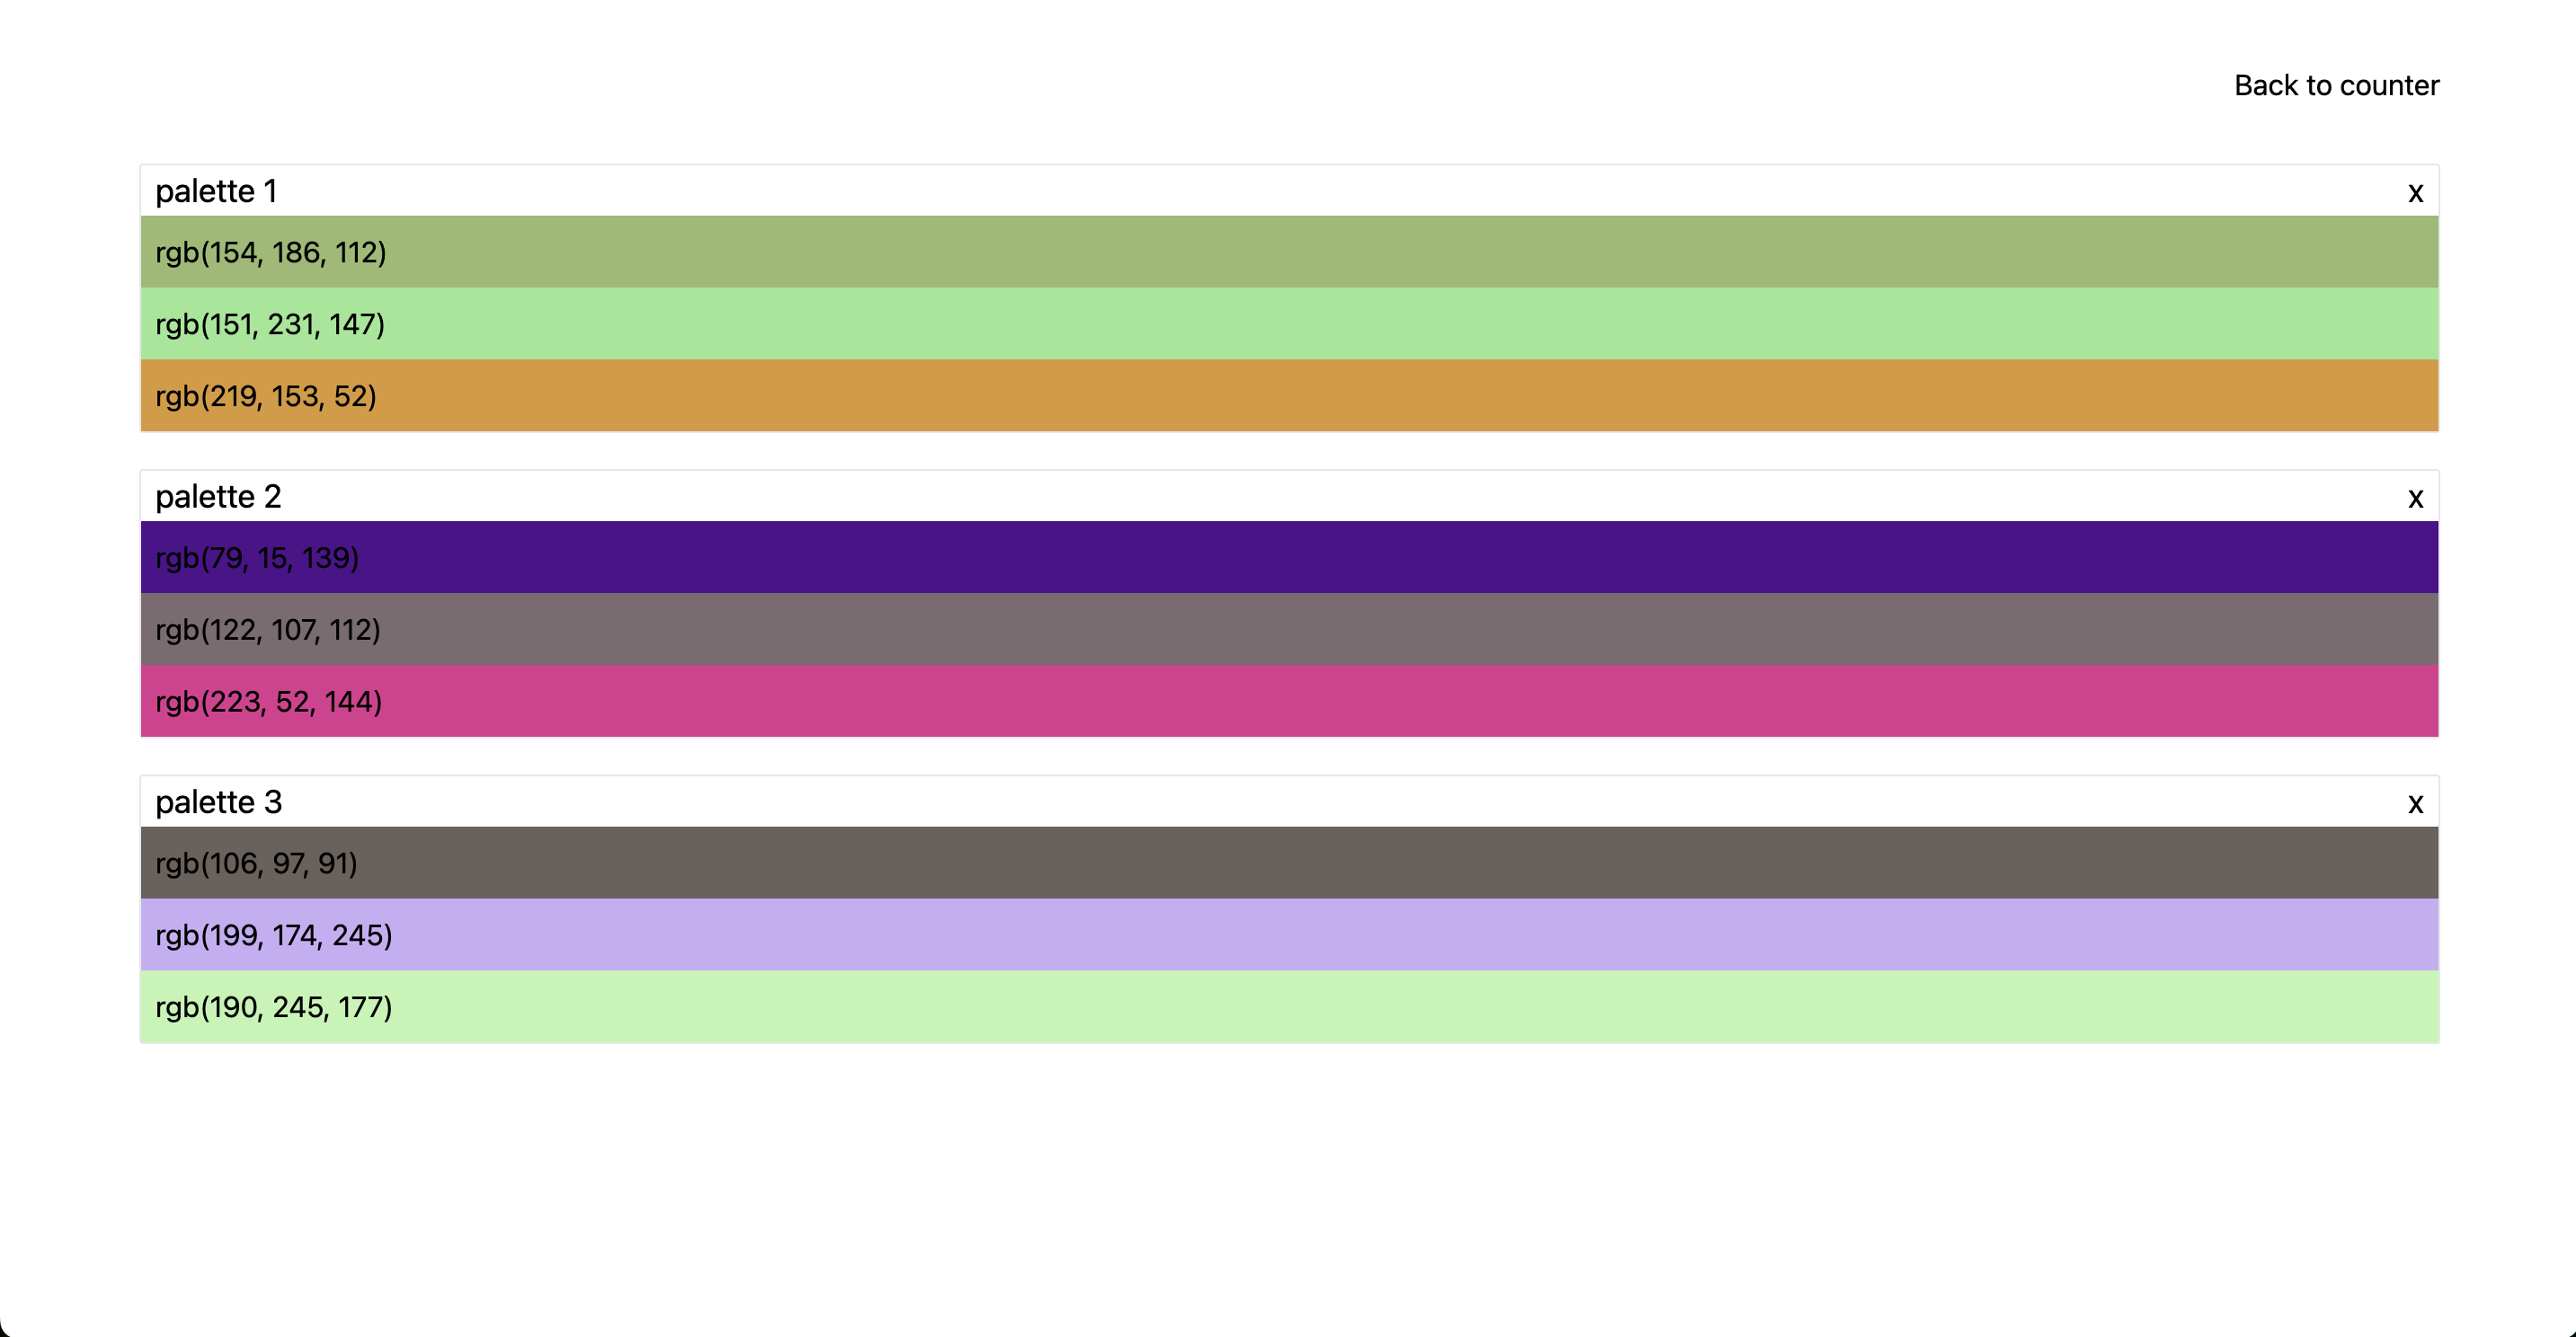 Back to counter
palette 1 x
rgb(154, 186, 112)
rgb(151, 231, 147)
rgb(219, 153, 52)
palette 2 x
rgb(79, 15, 139)
rgb(122, 107, 112)
rgb(223, 52, 144)
palette 3 x
rgb(106, 97, 91)
rgb(199, 174, 245)
rgb(190, 245, 177)